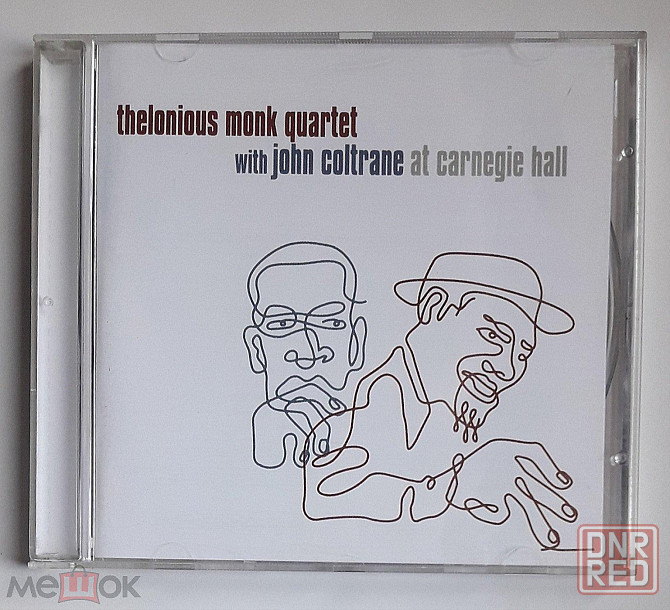 thelonious monk quartet
with john coltrane at carnegie hall
мешок
DNR
RED